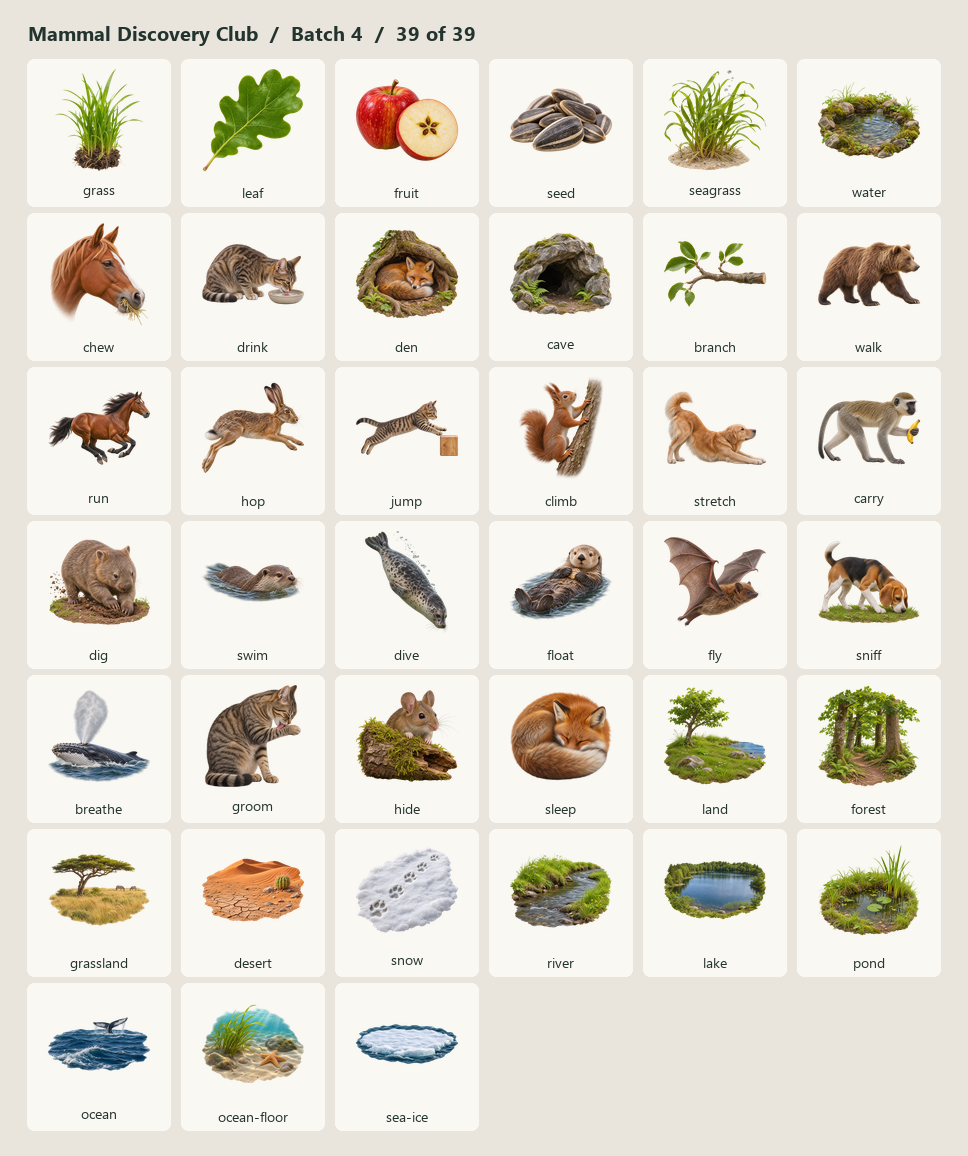 Mammal Discovery Club / Batch 4 / 39 of 39
grass
leaf
fruit
seed
seagrass
water
chew
drink
den
cave
branch
walk
run
hop
jump
climb
stretch
carry
dig
swim
dive
float
fly
sniff
breathe
groom
hide
sleep
land
forest
grassland
desert
snow
river
lake
pond
ocean
ocean-floor
sea-ice